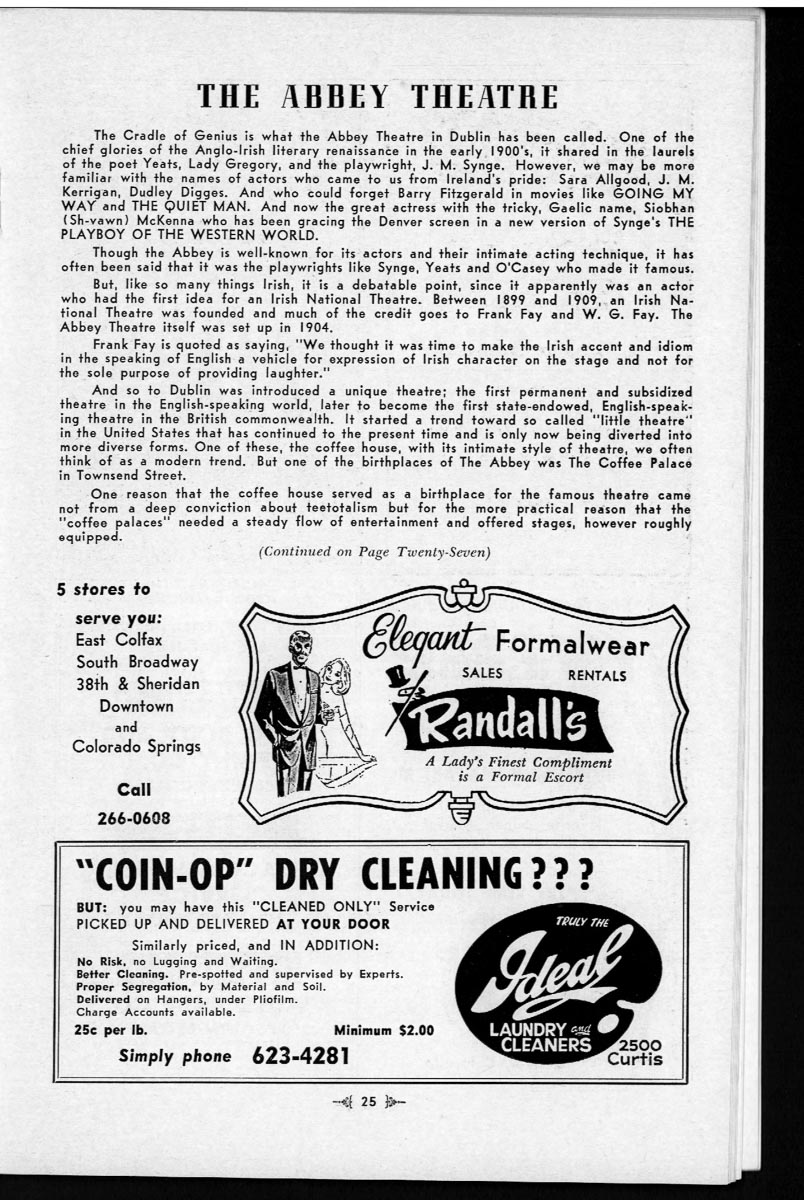 THE ABBEY THEATRE
The Cradle of Genius is what the Abbey Theatre in Dublin has been called. One of the
chief glories of the Anglo-Irish literary renaissance in the early 1900's, it shared in the laurels
of the poet Yeats, Lady Gregory, and the playwright, J. M. Synge. However, we may be more
familiar with the names of actors who came to us from Ireland's pride: Sara Allgood, J. M.
Kerrigan, Dudley Digges. And who could forget Barry Fitzgerald in movies like GOING MY
WAY and THE QUIET MAN. And now the great actress with the tricky, Gaelic name, Siobhan
(Sh-vawn) McKenna who has been gracing the Denver screen in a new version of Synge's THE
PLAYBOY OF THE WESTERN WORLD.
Though the Abbey is well-known for its actors and their intimate acting technique, it has
often been said that it was the playwrights like Synge, Yeats and O'Casey who made it famous.
But, like so many things Irish, it is a debatable point, since it apparently was an actor
who had the first idea for an Irish National Theatre. Between 1899 and 1909, an Irish Na-
tional Theatre was founded and much of the credit goes to Frank Fay and W. G. Fay. The
Abbey Theatre itself was set up in 1904.
Frank Fay is quoted as saying, "We thought it was time to make the Irish accent and idiom
in the speaking of English a vehicle for expression of Irish character on the stage and not for
the sole purpose of providing laughter."
And so to Dublin was introduced a unique theatre; the first permanent and subsidized
theatre in the English-speaking world, later to become the first state-endowed, English-speak-
ing theatre in the British commonwealth. It started a trend toward so called "little theatre"
in the United States that has continued to the present time and is only now being diverted into
more diverse forms. One of these, the coffee house, with its intimate style of theatre, we often
think of as a modern trend. But one of the birthplaces of The Abbey was The Coffee Palace
in Townsend Street.
One reason that the coffee house served as a birthplace for the famous theatre came
not from a deep conviction about teetotalism but for the more practical reason that the
"coffee palaces" needed a steady flow of entertainment and offered stages, however roughly
equipped.
(Continued on Page Twenty-Seven)
5 stores to
serve you:
East Colfax
South Broadway
38th & Sheridan
Downtown
and
Colorado Springs
Call
266-0608
Elegant Formalwear
SALES RENTALS
Randall's
A Lady's Finest Compliment
is a Formal Escort
"COIN-OP" DRY CLEANING???
BUT: you may have this "CLEANED ONLY" Service
PICKED UP AND DELIVERED AT YOUR DOOR
Similarly priced, and IN ADDITION:
No Risk, no Lugging and Waiting.
Better Cleaning. Pre-spotted and supervised by Experts.
Proper Segregation, by Material and Soil.
Delivered on Hangers, under Pliofilm.
Charge Accounts available.
25c per lb. Minimum $2.00
Simply phone 623-4281
TRULY THE
Ideal
LAUNDRY and
CLEANERS
2500
Curtis
25